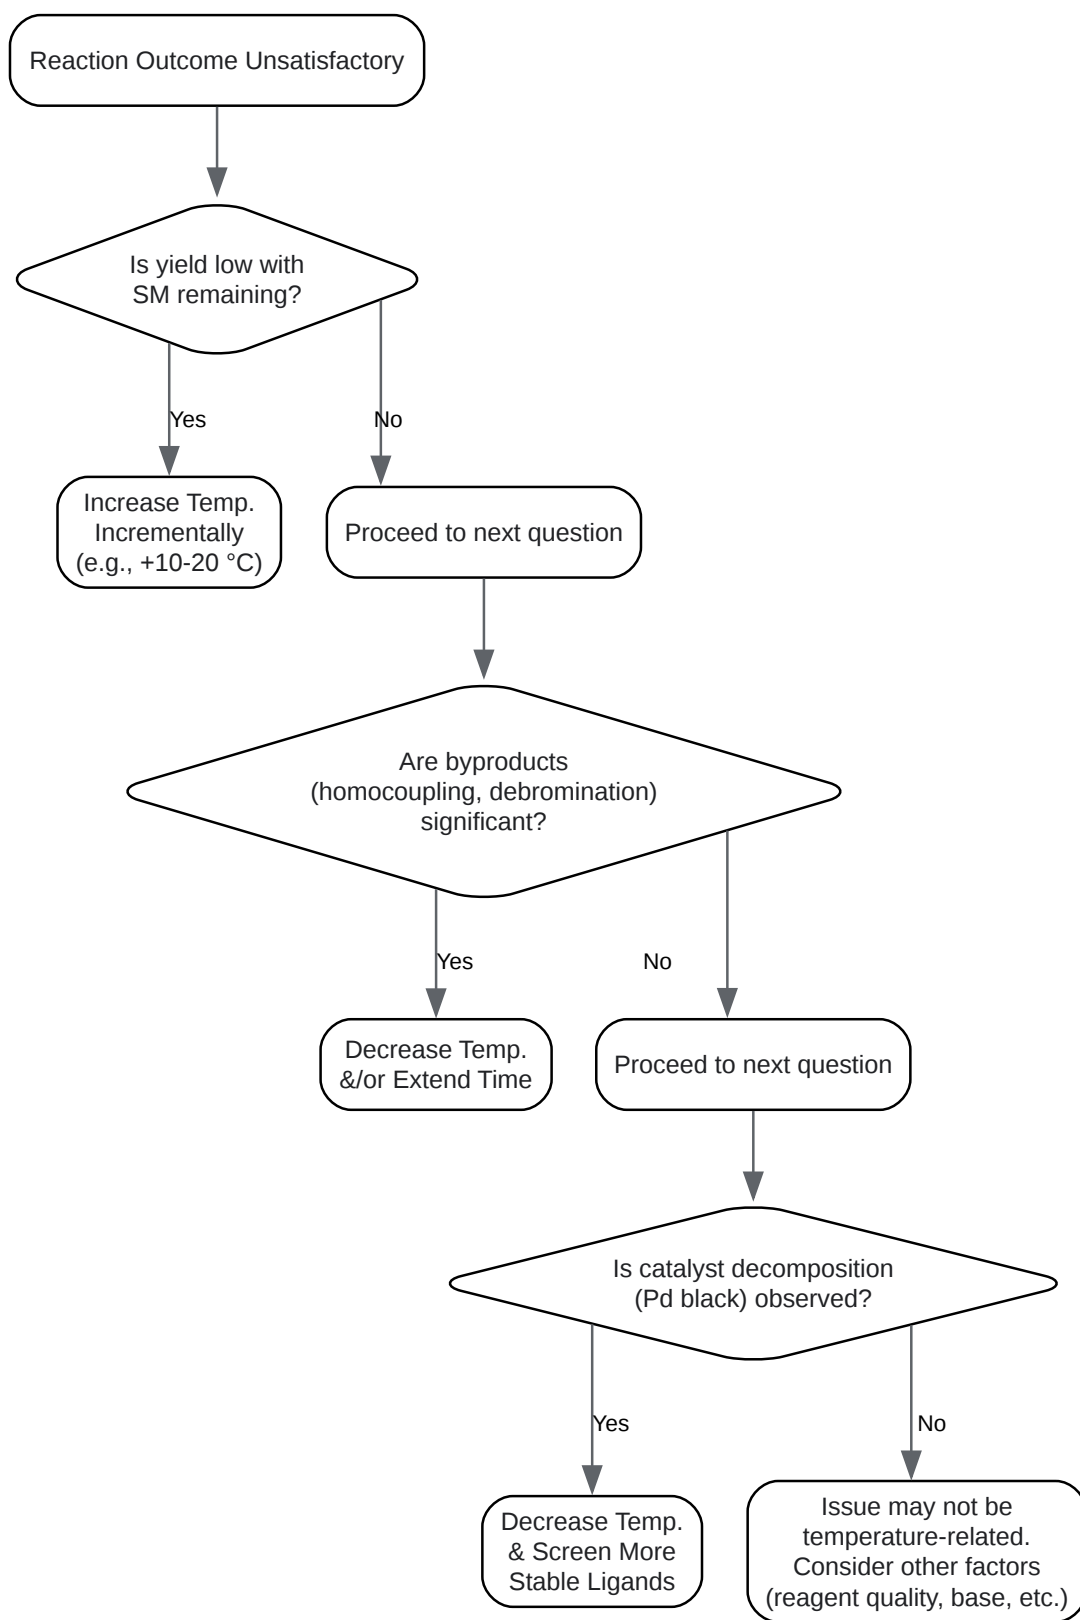 Reaction Outcome Unsatisfactory
Is yield low with
SM remaining?
Yes
No
Increase Temp.
Incrementally
(e.g., +10-20 °C)
Proceed to next question
Are byproducts
(homocoupling, debromination)
significant?
Yes
No
Decrease Temp.
&/or Extend Time
Proceed to next question
Is catalyst decomposition
(Pd black) observed?
Yes
No
Decrease Temp.
& Screen More
Stable Ligands
Issue may not be
temperature-related.
Consider other factors
(reagent quality, base, etc.)